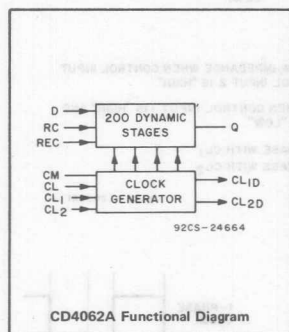 D
RC
REC
200 DYNAMIC
STAGES
Q
CM
CL
CL1
CL2
CLOCK
GENERATOR
CL1D
CL2D
92CS-24664
CD4062A Functional Diagram